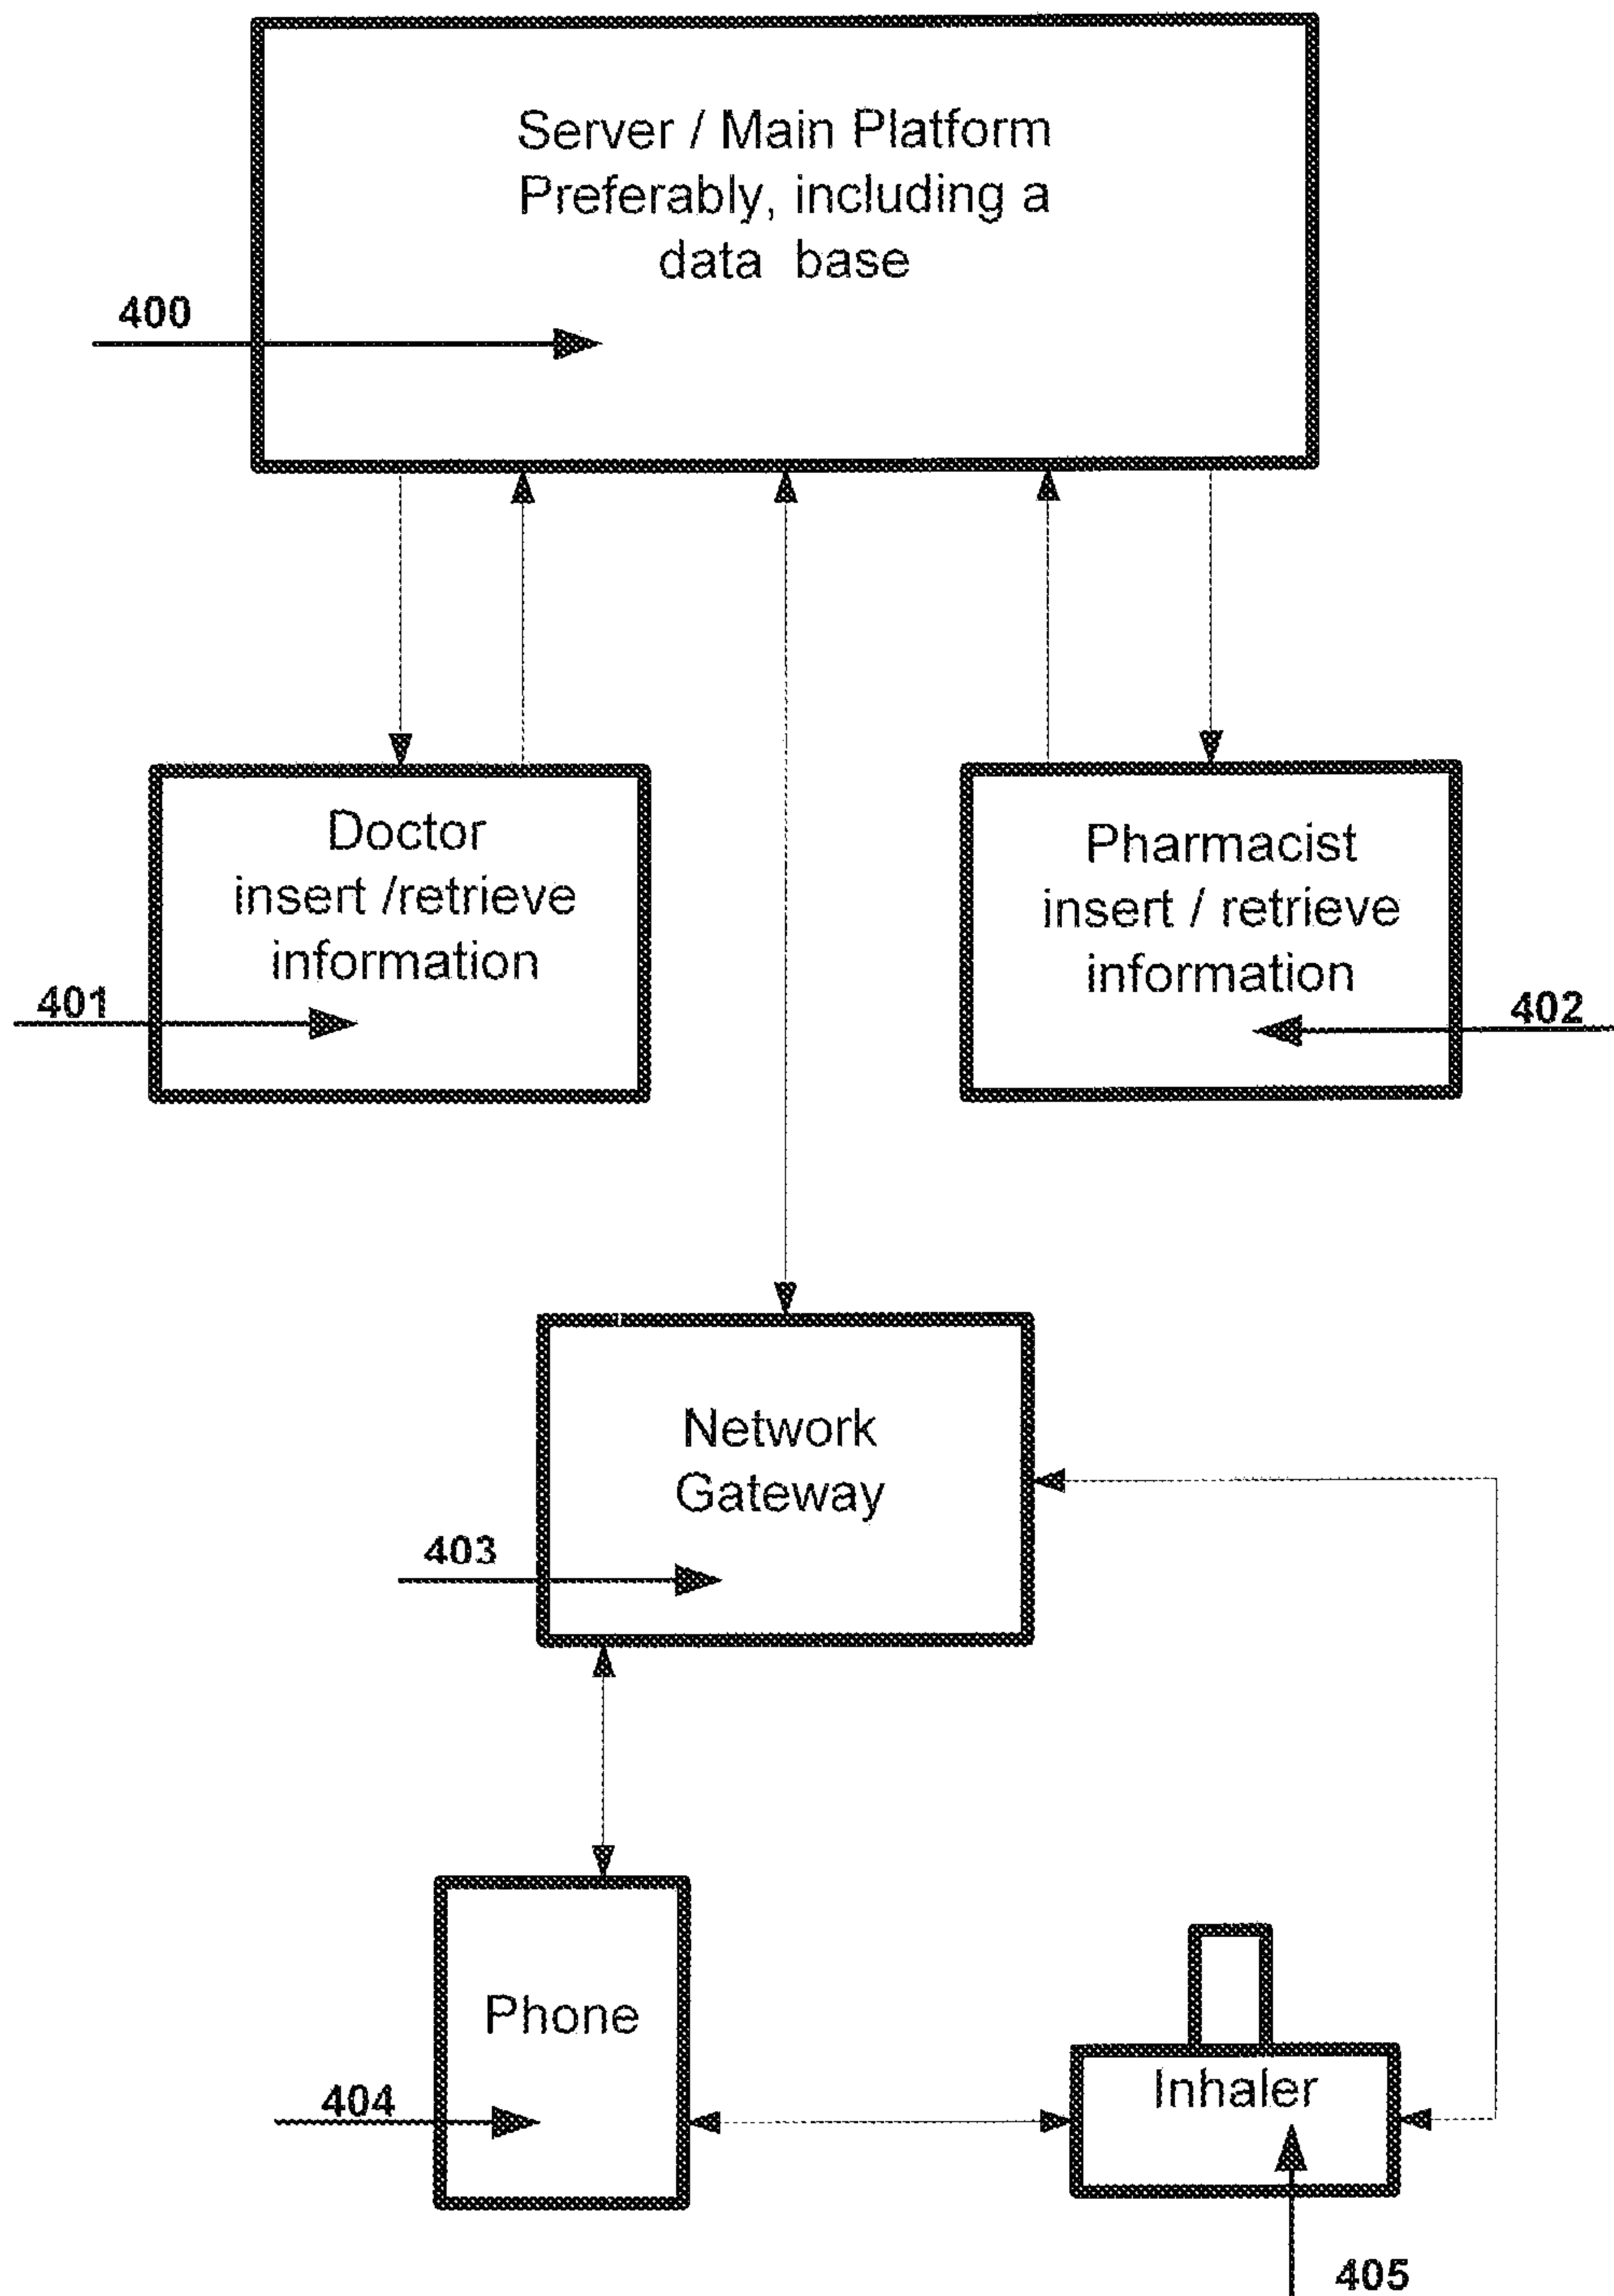 Server / Main Platform
Preferably, including a
data base
400
Doctor
insert /retrieve
information
401
Pharmacist
insert / retrieve
information
402
Network
Gateway
403
Phone
404
Inhaler
405